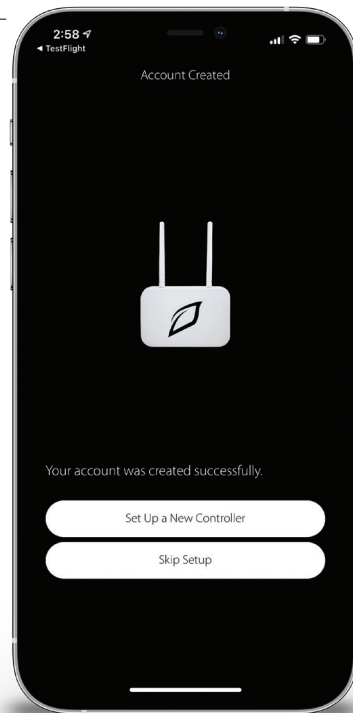 2:58
◀ TestFlight
Account Created
Your account was created successfully.
Set Up a New Controller
Skip Setup